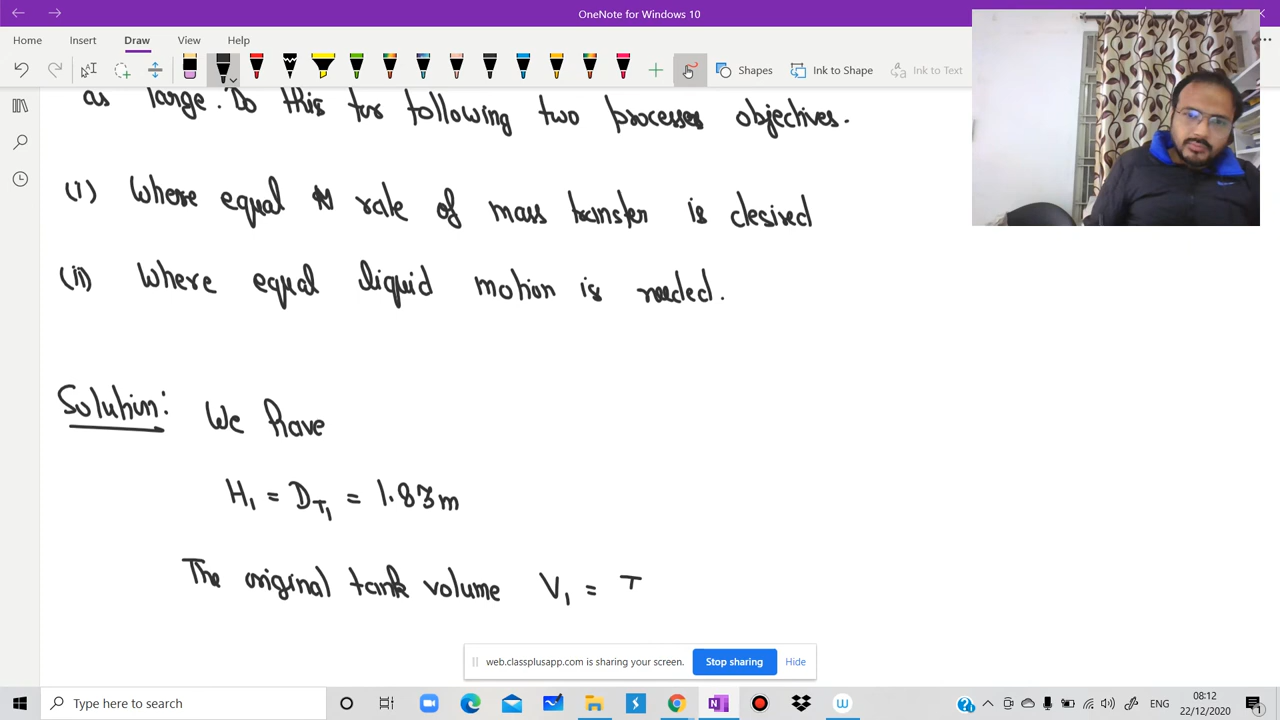 OneNote for Windows 10
Home Insert Draw View Help
Shapes Ink to Shape Ink to Text
as large. Do this for following two processes objectives.
(i) Where equal rate of mass transfer is desired
(ii) Where equal liquid motion is needed.
Solution: We have
H₁ = D_T₁ = 1.83m
The original tank volume V₁ =
web.classplusapp.com is sharing your screen. Stop sharing Hide
Type here to search
ENG
08:12
22/12/2020
1